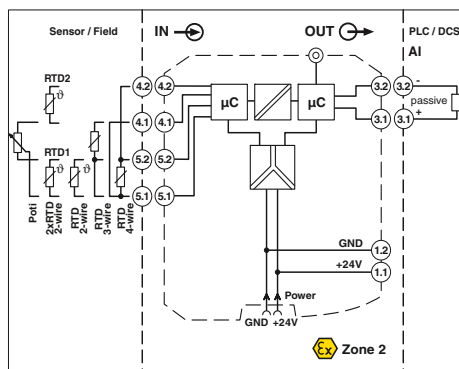 Sensor / Field
IN
OUT
PLC / DCS
AI
RTD2
ϑ
4.2
4.2
µC
µC
3.2
3.2
-
passive
+
4.1
4.1
3.1
3.1
RTD1
ϑ
ϑ
5.2
5.2
5.1
5.1
Poti
2xRTD
2-wire
RTD
2-wire
RTD
3-wire
RTD
4-wire
GND
1.2
+24V
1.1
Power
GND +24V
Ex Zone 2